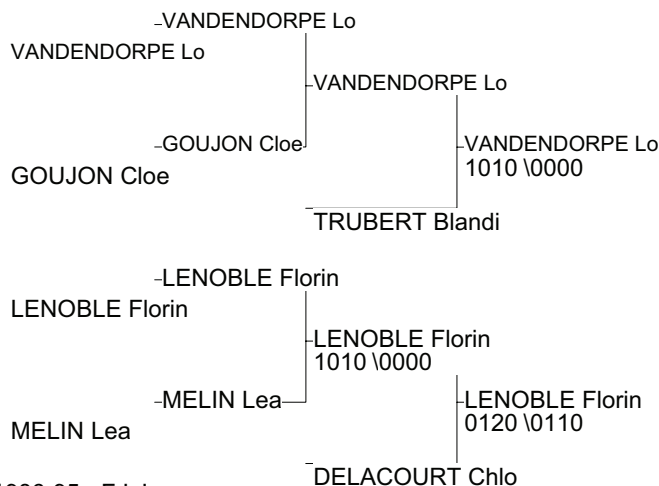 VANDENDORPE Lo
VANDENDORPE Lo
VANDENDORPE Lo
GOUJON Cloe
VANDENDORPE Lo
1010 \0000
GOUJON Cloe
TRUBERT Blandi
LENOBLE Florin
LENOBLE Florin
LENOBLE Florin
1010 \0000
MELIN Lea
LENOBLE Florin
0120 \0110
MELIN Lea
DELACOURT Chlo